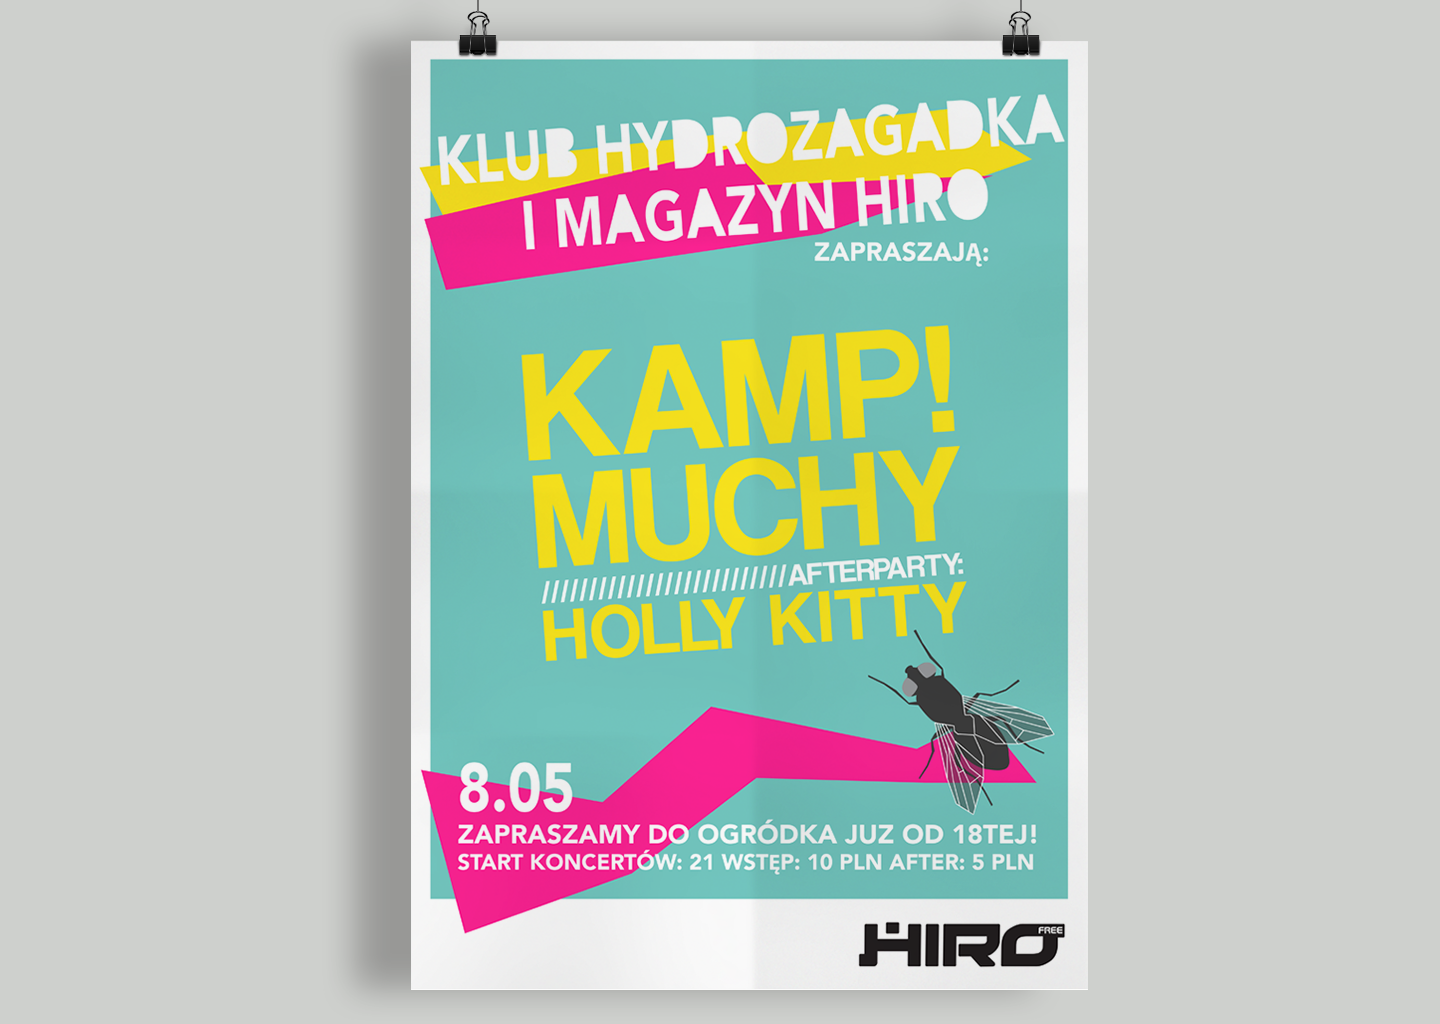 KLUB HYDROZAGADKA
I MAGAZYN HIRO
ZAPRASZAJĄ:
KAMP!
MUCHY
//////////////////////////AFTERPARTY:
HOLLY KITTY
8.05
ZAPRASZAMY DO OGRÓDKA JUZ OD 18TEJ!
START KONCERTÓW: 21 WSTĘP: 10 PLN AFTER: 5 PLN
HIRO FREE